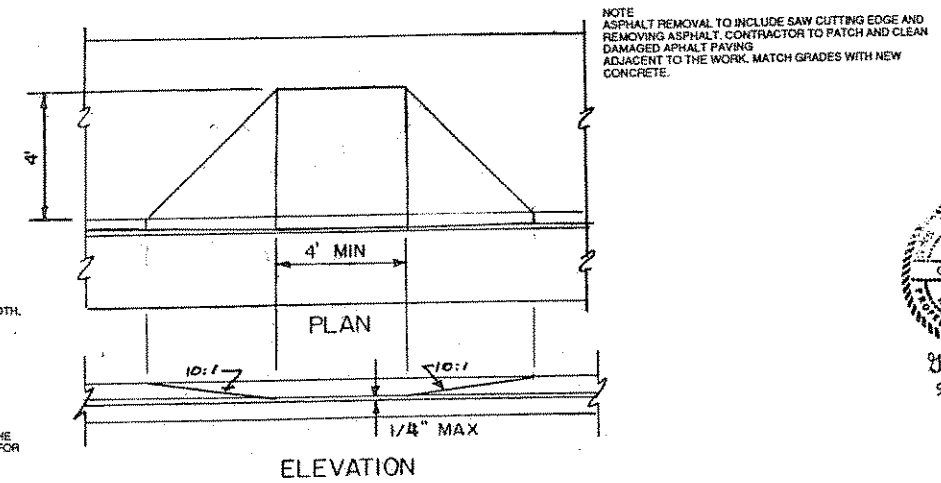 NOTE
ASPHALT REMOVAL TO INCLUDE SAW CUTTING EDGE AND
REMOVING ASPHALT. CONTRACTOR TO PATCH AND CLEAN
DAMAGED APHALT PAVING
ADJACENT TO THE WORK. MATCH GRADES WITH NEW
CONCRETE.
4'
4' MIN
PLAN
10:1
10:1
1/4" MAX
FOR
ELEVATION